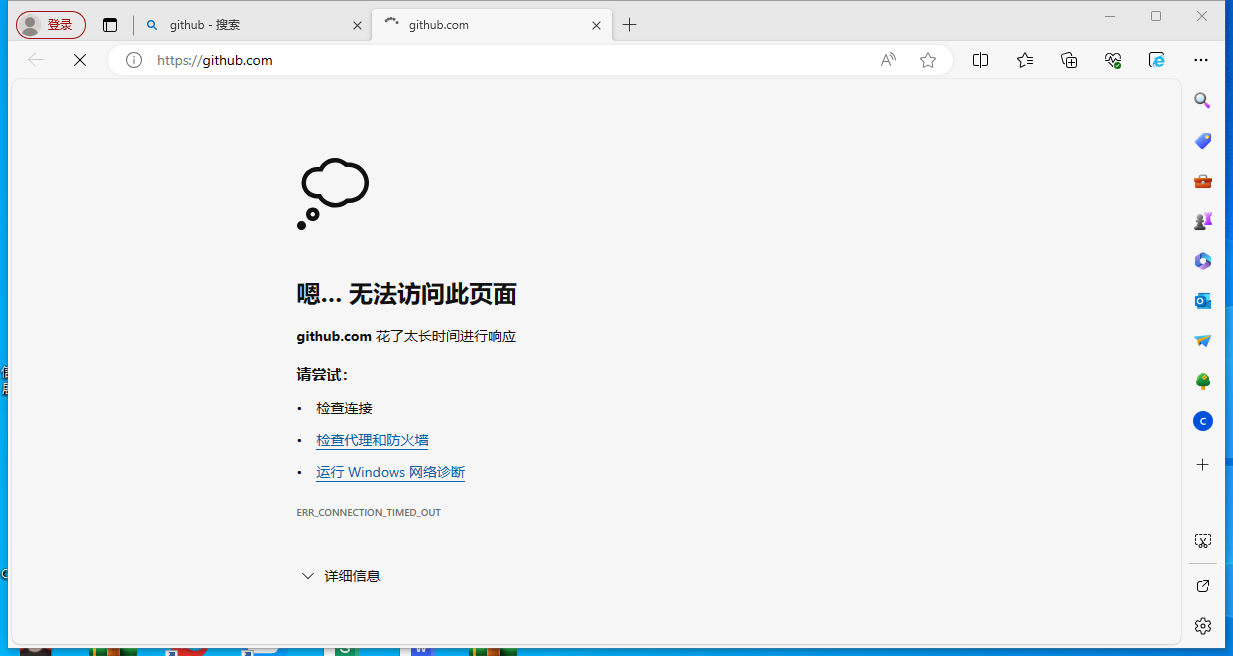 登录
github - 搜索
github.com
https://github.com
嗯… 无法访问此页面
github.com 花了太长时间进行响应
请尝试：
• 检查连接
• 检查代理和防火墙
• 运行 Windows 网络诊断
ERR_CONNECTION_TIMED_OUT
详细信息
C